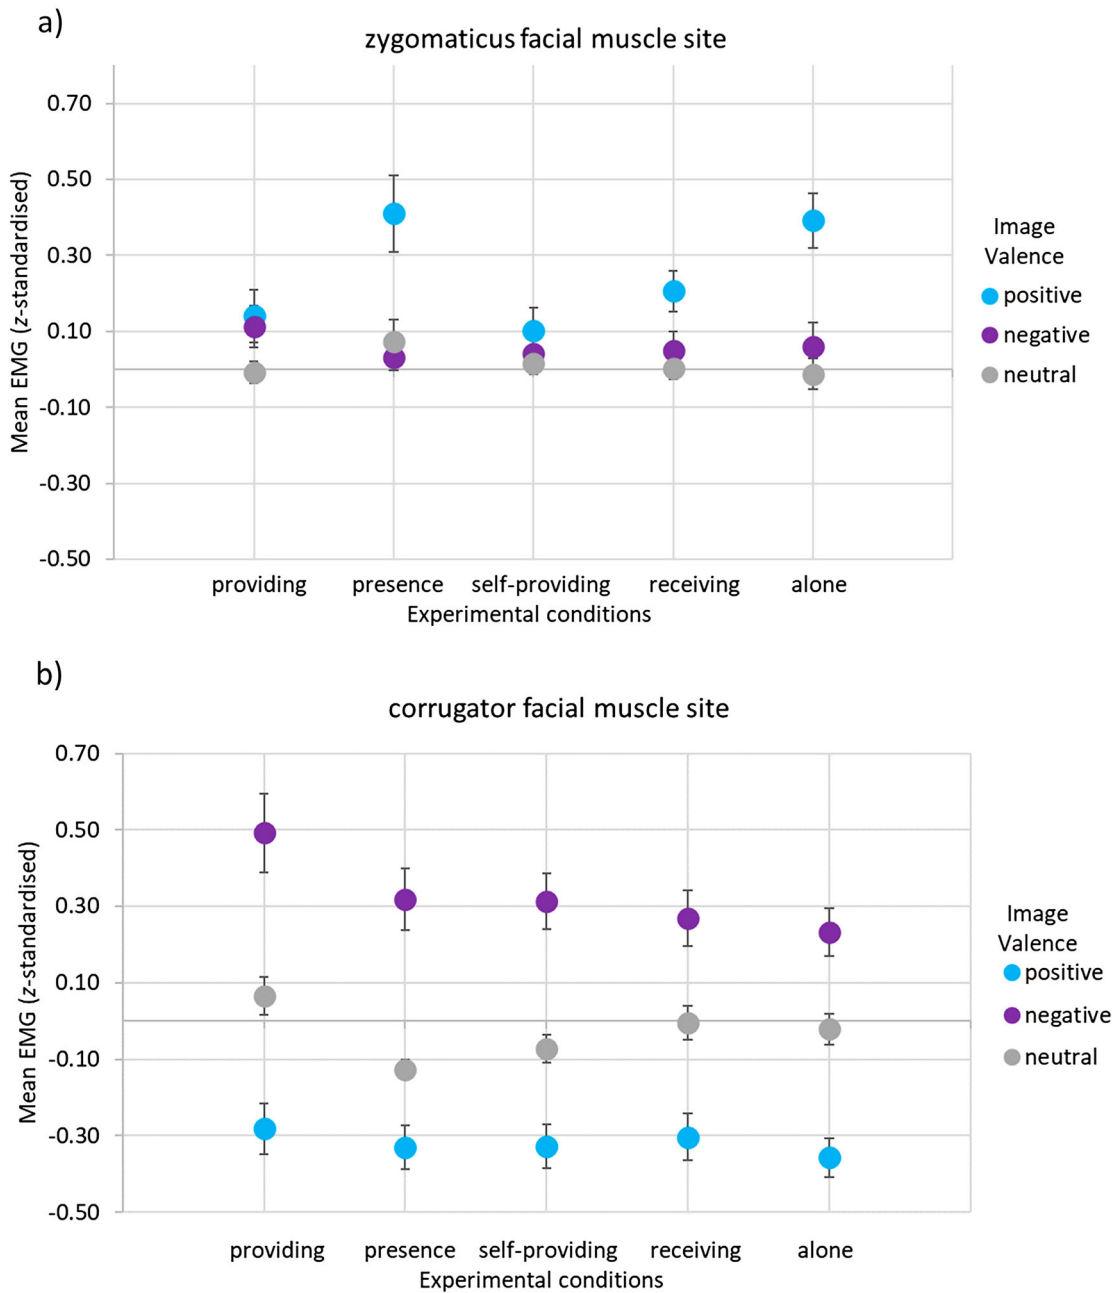 a)
zygomaticus facial muscle site
Mean EMG (z-standardised)
0.70
0.50
0.30
0.10
-0.10
-0.30
-0.50
providing presence self-providing receiving alone
Experimental conditions
Image
Valence
positive
negative
neutral
b)
corrugator facial muscle site
Mean EMG (z-standardised)
0.70
0.50
0.30
0.10
-0.10
-0.30
-0.50
providing presence self-providing receiving alone
Experimental conditions
Image
Valence
positive
negative
neutral